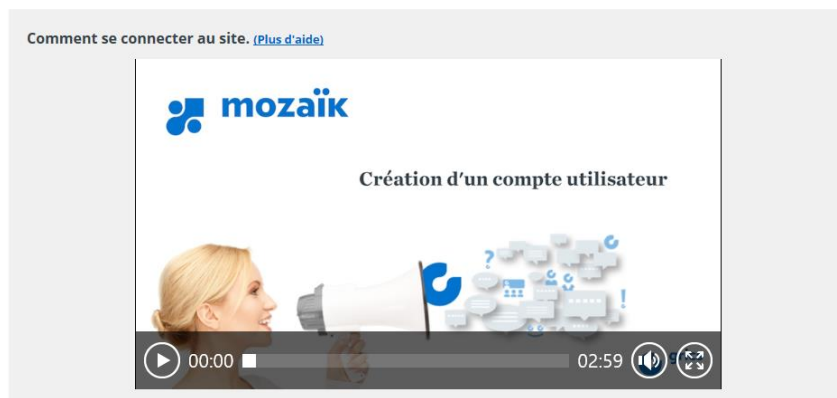 Comment se connecter au site. (Plus d'aide)
mozaïk
Création d'un compte utilisateur
?
!
00:00
02:59